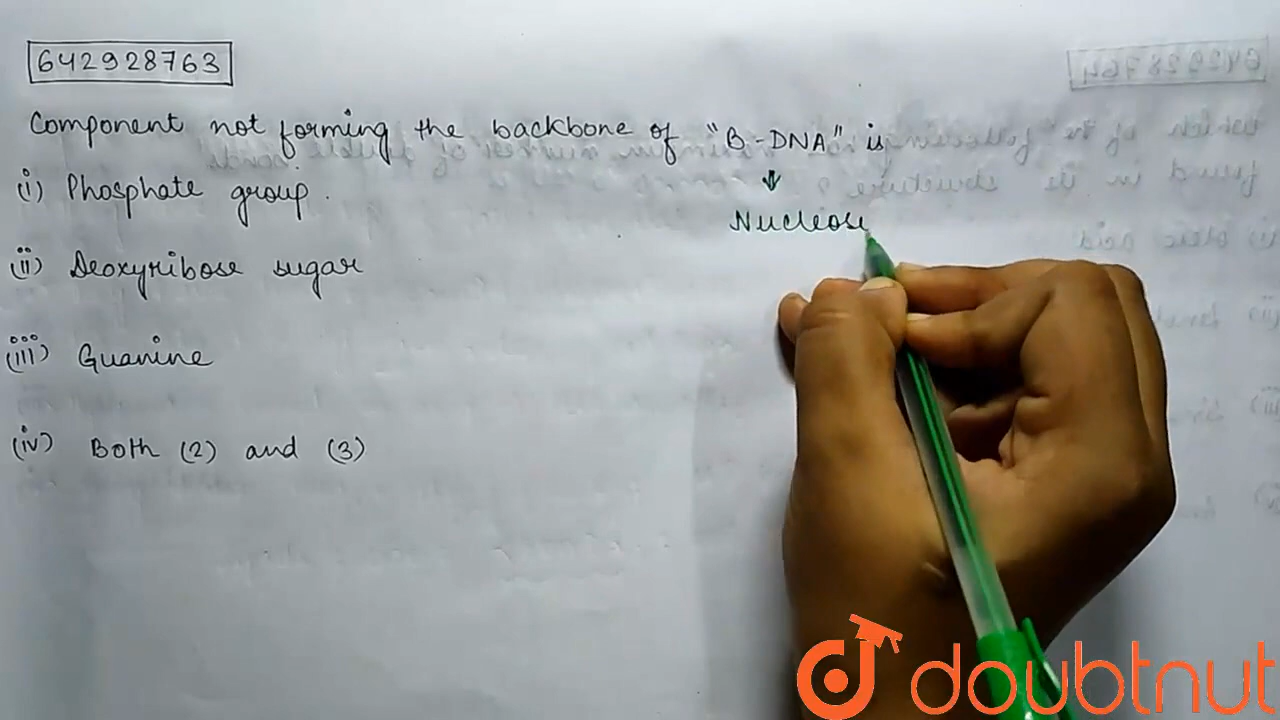 642928763
Component not forming the backbone of "B-DNA" is
(i) Phosphate group.
Nucleosi
(ii) Deoxyribose sugar
(iii) Guanine
(iv) Both (2) and (3)
doubtnut